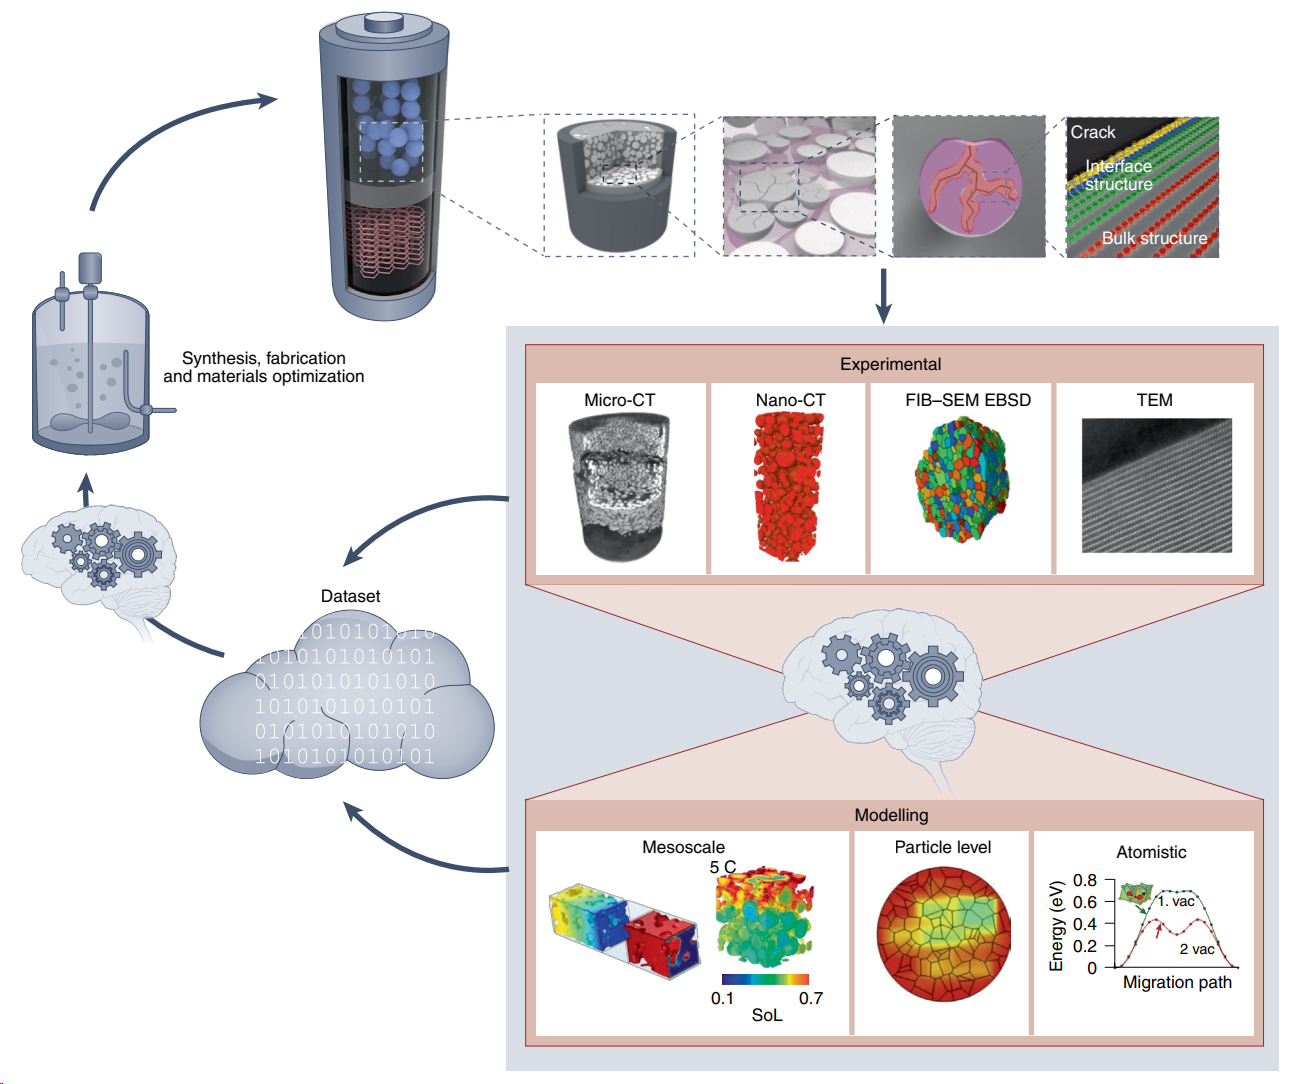 Crack
Interface
structure
Bulk structure
Synthesis, fabrication
and materials optimization
Experimental
Micro-CT
Nano-CT
FIB–SEM EBSD
TEM
Dataset
1010101010
1010101010101
0101010101010
1010101010101
0101010101010
1010101010101
Modelling
Mesoscale
5 C
0.1
0.7
SoL
Particle level
Atomistic
Energy (eV)
0.8
0.6
0.4
0.2
0
1. vac
2 vac
Migration path